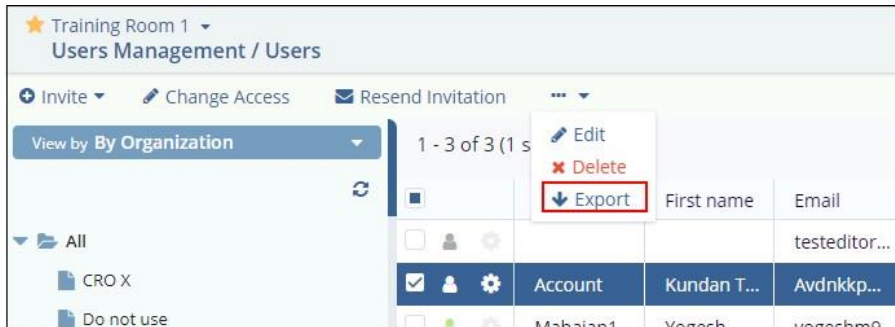 Training Room 1
Users Management / Users
Invite Change Access Resend Invitation ...
View by By Organization
1 - 3 of 3 (1 s
Edit
Delete
Export
First name Email
All
testeditor...
CRO X
Account Kundan T... Avdnkkp...
Do not use
Mahajan1 Yogesh